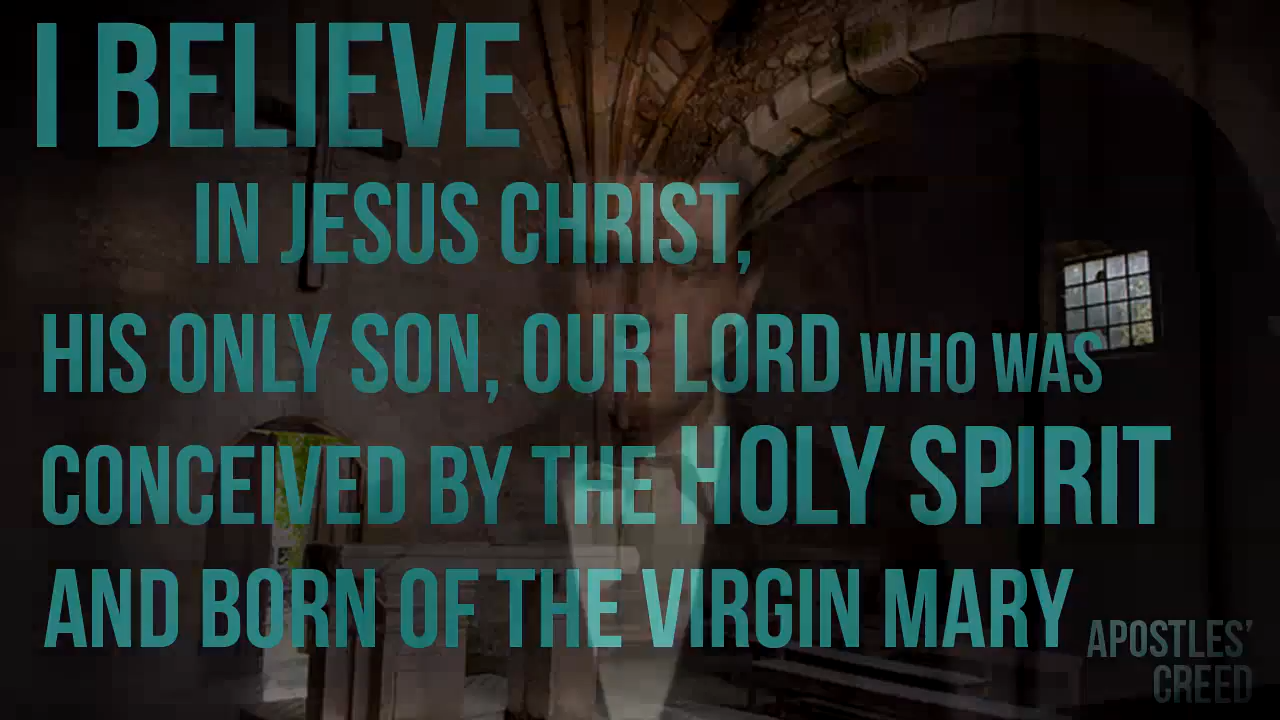 I BELIEVE
IN JESUS CHRIST,
HIS ONLY SON, OUR LORD WHO WAS
CONCEIVED BY THE HOLY SPIRIT
AND BORN OF THE VIRGIN MARY
APOSTLES'
CREED